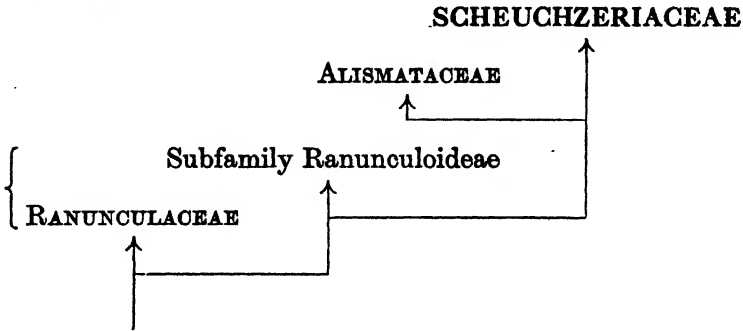 SCHEUCHZERIACEAE
ALISMATACEAE
Subfamily Ranunculoideae
RANUNCULACEAE